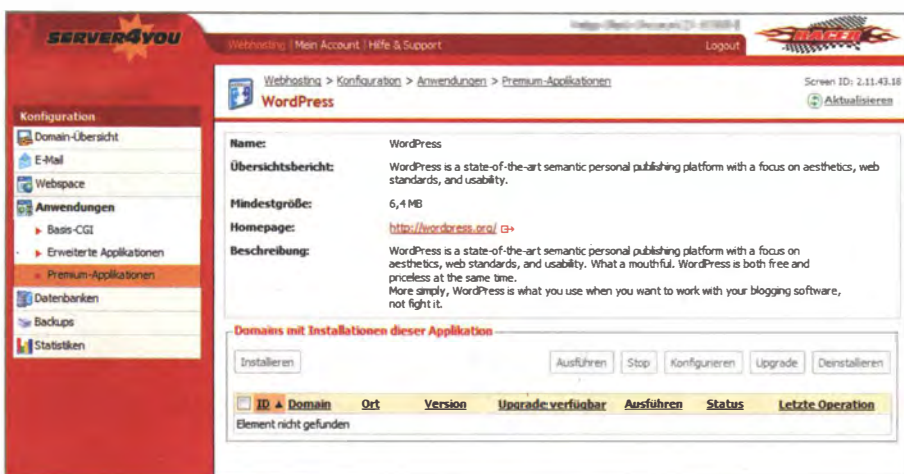 SERVER4YOU
Webhosting | Mein Account | Hilfe & Support
Logout
RACER
Webhosting > Konfiguration > Anwendungen > Premium-Applikationen
WordPress
Screen ID: 2.11.43.18
Aktualisieren
Konfiguration
Domain-Übersicht
E-Mail
Webspace
Anwendungen
Basis-CGI
Erweiterte Applikationen
Premium-Applikationen
Datenbanken
Backups
Statistiken
Name: WordPress
Übersichtsbericht: WordPress is a state-of-the-art semantic personal publishing platform with a focus on aesthetics, web
standards, and usability.
Mindestgröße: 6,4 MB
Homepage: http://wordpress.org/
Beschreibung: WordPress is a state-of-the-art semantic personal publishing platform with a focus on
aesthetics, web standards, and usability. What a mouthful. WordPress is both free and
priceless at the same time.
More simply, WordPress is what you use when you want to work with your blogging software,
not fight it.
Domains mit Installationen dieser Applikation
Installieren Ausführen Stop Konfigurieren Upgrade Deinstallieren
ID Domain Ort Version Upgrade verfügbar Ausführen Status Letzte Operation
Element nicht gefunden